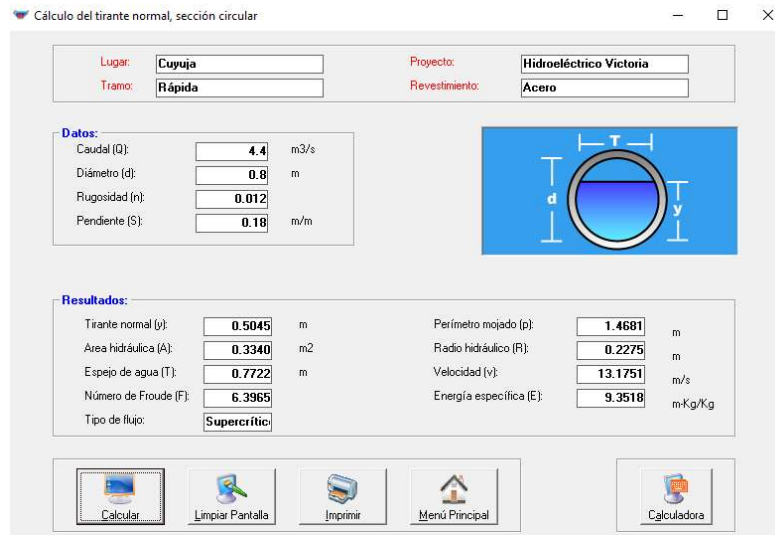 Cálculo del tirante normal, sección circular
Lugar: Cuyuja Proyecto: Hidroeléctrico Victoria
Tramo: Rápida Revestimiento: Acero
Datos:
Caudal (Q): 4.4 m3/s
Diámetro (d): 0.8 m
Rugosidad (n): 0.012
Pendiente (S): 0.18 m/m
T
d
y
Resultados:
Tirante normal (y): 0.5045 m Perímetro mojado (p): 1.4681 m
Area hidráulica (A): 0.3340 m2 Radio hidráulico (R): 0.2275 m
Espejo de agua (T): 0.7722 m Velocidad (v): 13.1751 m/s
Número de Froude (F): 6.3965 Energía específica (E): 9.3518 m-Kg/Kg
Tipo de flujo: Supercrític
Calcular Limpiar Pantalla Imprimir Menú Principal Calculadora